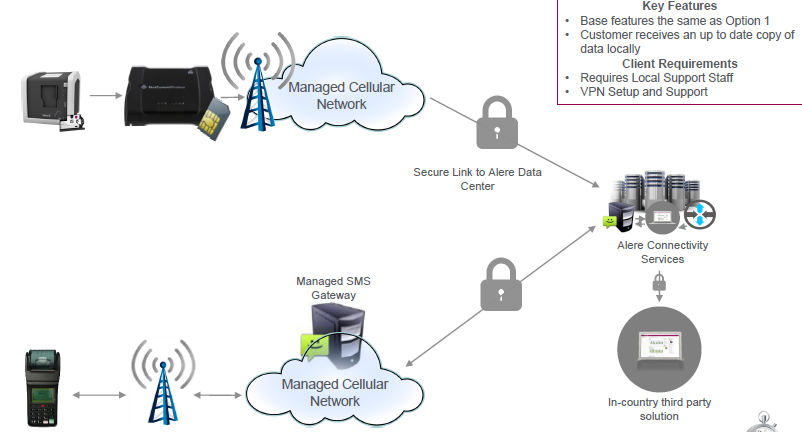 Key Features
• Base features the same as Option 1
• Customer receives an up to date copy of
data locally
Client Requirements
• Requires Local Support Staff
• VPN Setup and Support
Managed Cellular
Network
Secure Link to Alere Data
Center
Alere Connectivity
Services
Managed SMS
Gateway
Managed Cellular
Network
In-country third party
solution